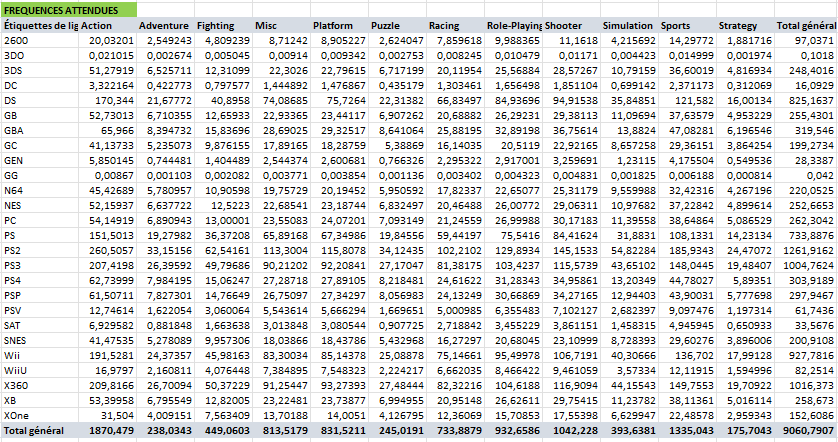 FREQUENCES ATTENDUES
Étiquettes de lig Action Adventure Fighting Misc Platform Puzzle Racing Role-Playing Shooter Simulation Sports Strategy Total général
2600 20,03201 2,549243 4,809239 8,71242 8,905227 2,624047 7,859618 9,988365 11,1618 4,215692 14,29772 1,881716 97,0371
3DO 0,021015 0,002674 0,005045 0,00914 0,009342 0,002753 0,008245 0,010479 0,01171 0,004423 0,014999 0,001974 0,1018
3DS 51,27919 6,525711 12,31099 22,3026 22,79615 6,717199 20,11954 25,56884 28,57267 10,79159 36,60019 4,816934 248,4016
DC 3,322164 0,422773 0,797577 1,444892 1,476867 0,435179 1,303461 1,656498 1,851104 0,699144 2,371173 0,312069 16,0929
DS 170,344 21,67772 40,8958 74,08685 75,7264 22,31382 66,83497 84,93696 94,91538 35,84851 121,582 16,00134 825,1637
GB 52,73013 6,710355 12,65933 22,93365 23,44117 6,907262 20,68882 26,29231 29,38113 11,09694 37,63579 4,953229 255,4301
GBA 65,966 8,394732 15,83696 28,69025 29,32517 8,641064 25,88195 32,89198 36,75614 13,8824 47,08281 6,196546 319,546
GC 41,13733 5,235073 9,876155 17,89165 18,28759 5,38869 16,14035 20,5119 22,92165 8,657258 29,36151 3,864254 199,2734
GEN 5,850145 0,744481 1,404489 2,544374 2,600681 0,766326 2,295322 2,917001 3,259691 1,23115 4,175504 0,549536 28,3387
GG 0,00867 0,001103 0,002082 0,003771 0,003854 0,001136 0,003402 0,004323 0,004831 0,001825 0,006188 0,000814 0,042
N64 45,42689 5,780957 10,90598 19,75729 20,19452 5,950592 17,82337 22,65077 25,31179 9,559988 32,42316 4,267196 220,0525
NES 52,15937 6,637722 12,5223 22,68541 23,18744 6,832497 20,46488 26,00772 29,06311 10,97682 37,22842 4,899614 252,6653
PC 54,14919 6,890943 13,00001 23,55083 24,07201 7,093149 21,24559 26,99988 30,17183 11,39558 38,64864 5,086529 262,3042
PS 151,5013 19,27982 36,37208 65,89168 67,34986 19,84556 59,44197 75,5416 84,41624 31,8831 108,1331 14,23134 733,8876
PS2 260,5057 33,15156 62,54161 113,3004 115,8078 34,12435 102,2102 129,8934 145,1533 54,82284 185,9343 24,47072 1261,9162
PS3 207,4198 26,39592 49,79686 90,21202 92,20841 27,17047 81,38175 103,4237 115,5739 43,65102 148,0445 19,48407 1004,7624
PS4 62,73999 7,984195 15,06247 27,28718 27,89105 8,218481 24,61622 31,28343 34,95861 13,20349 44,78027 5,89351 303,9189
PSP 61,50711 7,827301 14,76649 26,75097 27,34297 8,056983 24,13249 30,66869 34,27165 12,94403 43,90031 5,777698 297,9467
PSV 12,74614 1,622054 3,060064 5,543614 5,666294 1,669651 5,000985 6,355483 7,102127 2,682397 9,097476 1,197314 61,7436
SAT 6,929582 0,881848 1,663638 3,013848 3,080544 0,907725 2,718842 3,455229 3,861151 1,458315 4,945945 0,650933 33,5676
SNES 41,47535 5,278089 9,957306 18,03866 18,43786 5,432968 16,27297 20,68045 23,10999 8,728393 29,60276 3,896006 200,9108
Wii 191,5281 24,37357 45,98163 83,30034 85,14378 25,08878 75,14661 95,49978 106,7191 40,30666 136,702 17,99128 927,7816
WiiU 16,9797 2,160811 4,076448 7,384895 7,548323 2,224217 6,662035 8,466422 9,461059 3,57334 12,11915 1,594996 82,2514
X360 209,8166 26,70094 50,37229 91,25447 93,27393 27,48444 82,32216 104,6188 116,9094 44,15543 149,7553 19,70922 1016,373
XB 53,39958 6,795549 12,82005 23,22481 23,73877 6,994955 20,95148 26,62611 29,75415 11,23782 38,11361 5,016114 258,673
XOne 31,504 4,009151 7,563409 13,70188 14,0051 4,126795 12,36069 15,70853 17,55398 6,629947 22,48578 2,959343 152,6086
Total général 1870,479 238,0343 449,0603 813,5179 831,5211 245,0191 733,8879 932,6586 1042,228 393,6381 1335,043 175,7043 9060,7907